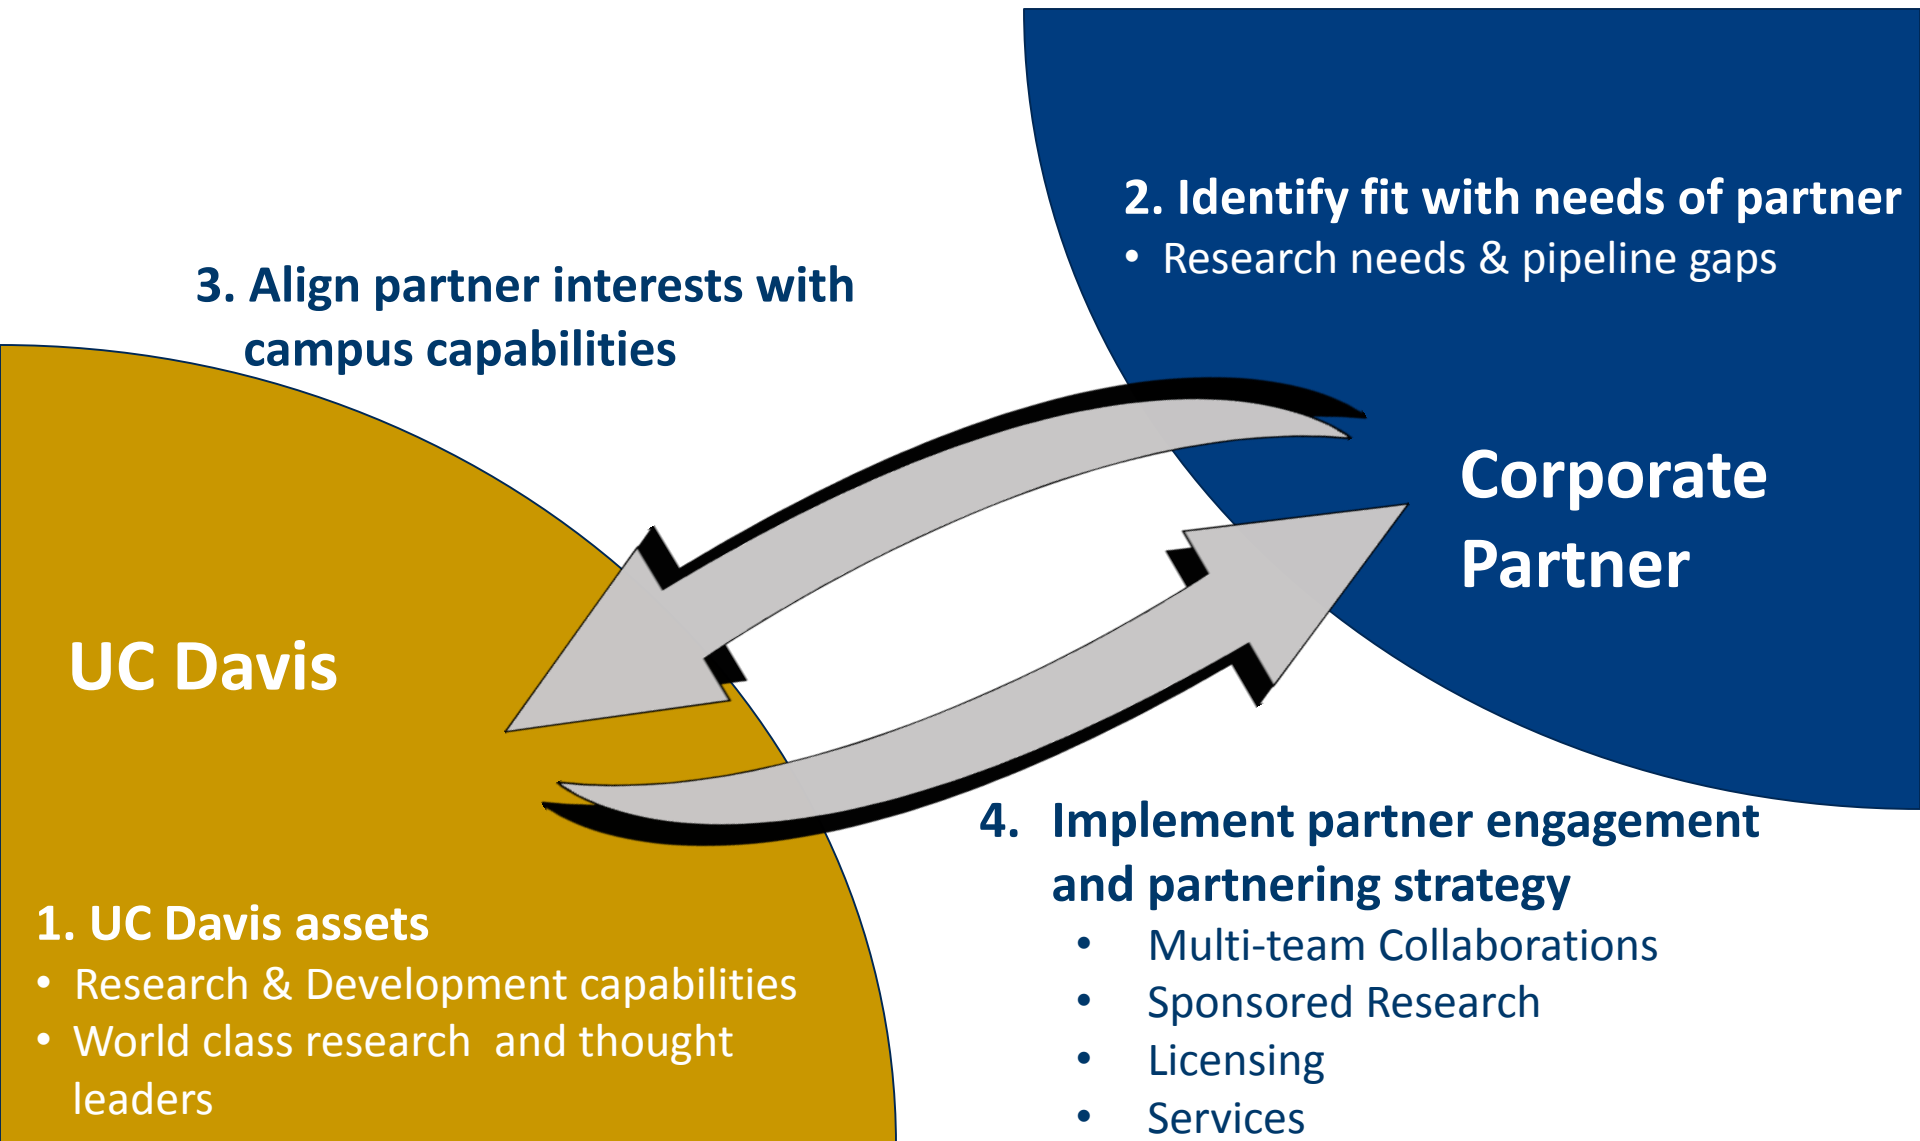 2. Identify fit with needs of partner
• Research needs & pipeline gaps
3. Align partner interests with
campus capabilities
Corporate
Partner
UC Davis
1. UC Davis assets
• Research & Development capabilities
• World class research and thought
leaders
4. Implement partner engagement
and partnering strategy
• Multi-team Collaborations
• Sponsored Research
• Licensing
• Services